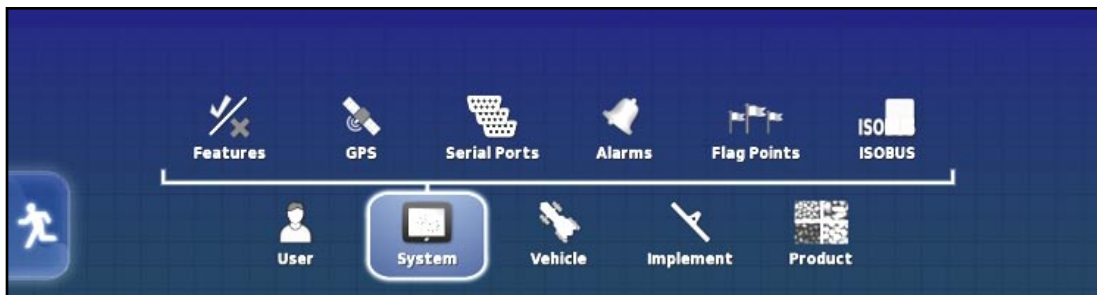 Features GPS Serial Ports Alarms Flag Points ISOBUS
User System Vehicle Implement Product